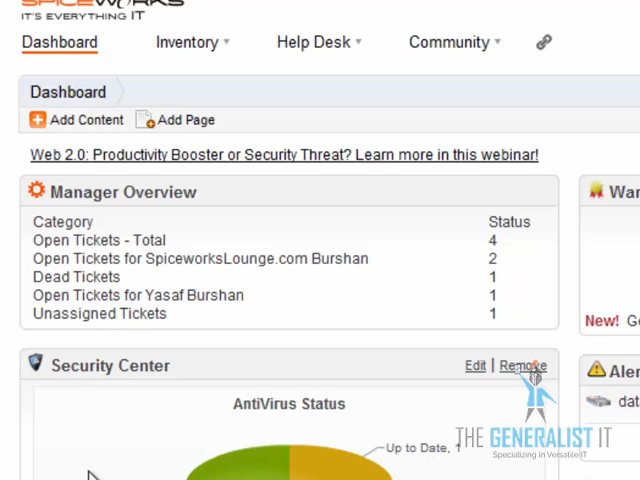 SPICEWORKS
IT'S EVERYTHING IT
Dashboard Inventory Help Desk Community
Dashboard
Add Content Add Page
Web 2.0: Productivity Booster or Security Threat? Learn more in this webinar!
Manager Overview
Category Status
Open Tickets - Total 4
Open Tickets for SpiceworksLounge.com Burshan 2
Dead Tickets 1
Open Tickets for Yasaf Burshan 1
Unassigned Tickets 1
War
New! G
Security Center Edit | Remove
AntiVirus Status
Up to Date, 1
Aler
dat
THE GENERALIST IT
Specializing In Versatile IT